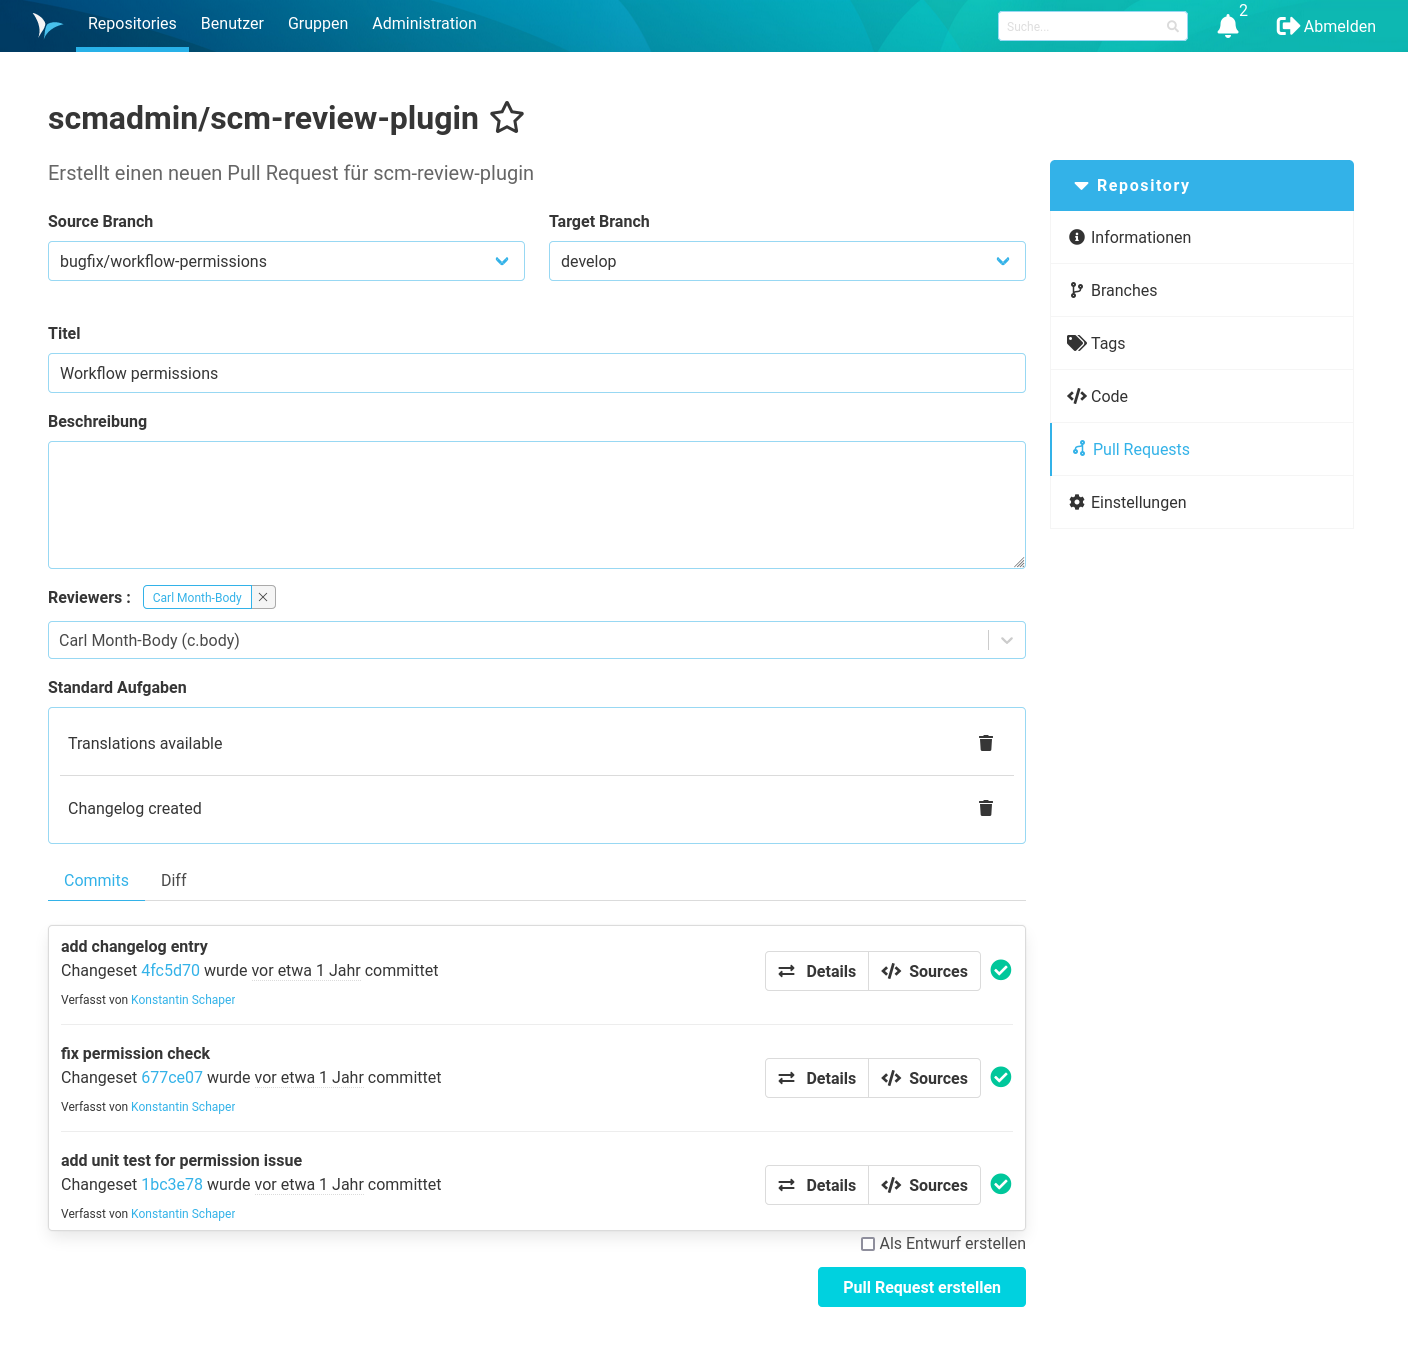 Repositories Benutzer Gruppen Administration Suche... 2 Abmelden
scmadmin/scm-review-plugin
Erstellt einen neuen Pull Request für scm-review-plugin
Source Branch Target Branch
bugfix/workflow-permissions develop
Titel
Workflow permissions
Beschreibung
Reviewers : Carl Month-Body
Carl Month-Body (c.body)
Standard Aufgaben
Translations available
Changelog created
Commits Diff
add changelog entry
Changeset 4fc5d70 wurde vor etwa 1 Jahr committet
Verfasst von Konstantin Schaper
Details Sources
fix permission check
Changeset 677ce07 wurde vor etwa 1 Jahr committet
Verfasst von Konstantin Schaper
Details Sources
add unit test for permission issue
Changeset 1bc3e78 wurde vor etwa 1 Jahr committet
Verfasst von Konstantin Schaper
Details Sources
Als Entwurf erstellen
Pull Request erstellen
Repository
Informationen
Branches
Tags
Code
Pull Requests
Einstellungen